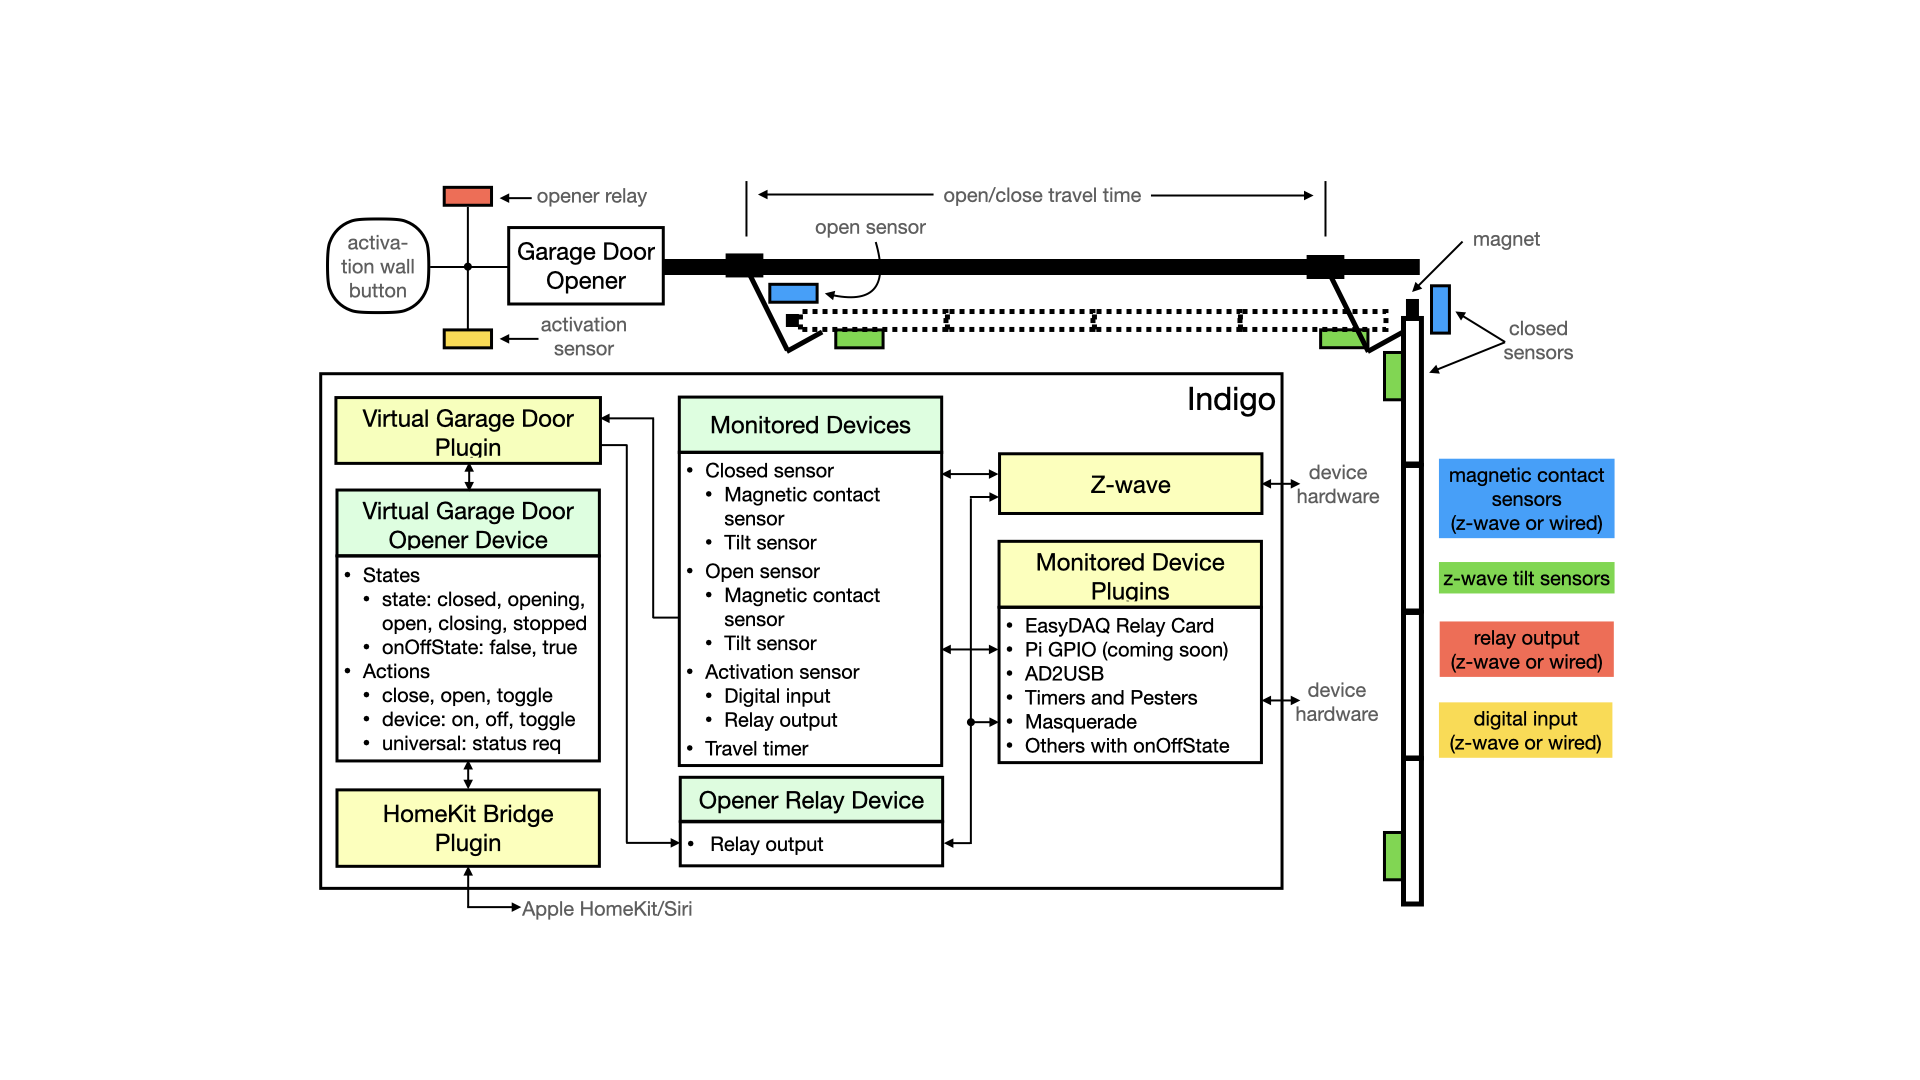 opener relay
open/close travel time
open sensor
magnet
activa-
tion wall
button
Garage Door
Opener
activation
sensor
closed
sensors
Indigo
Virtual Garage Door
Plugin
Virtual Garage Door
Opener Device
• States
• state: closed, opening,
open, closing, stopped
• onOffState: false, true
• Actions
• close, open, toggle
• device: on, off, toggle
• universal: status req
HomeKit Bridge
Plugin
Apple HomeKit/Siri
Monitored Devices
• Closed sensor
• Magnetic contact
sensor
• Tilt sensor
• Open sensor
• Magnetic contact
sensor
• Tilt sensor
• Activation sensor
• Digital input
• Relay output
• Travel timer
Opener Relay Device
• Relay output
Z-wave
device
hardware
Monitored Device
Plugins
• EasyDAQ Relay Card
• Pi GPIO (coming soon)
• AD2USB
• Timers and Pesters
• Masquerade
• Others with onOffState
device
hardware
magnetic contact
sensors
(z-wave or wired)
z-wave tilt sensors
relay output
(z-wave or wired)
digital input
(z-wave or wired)